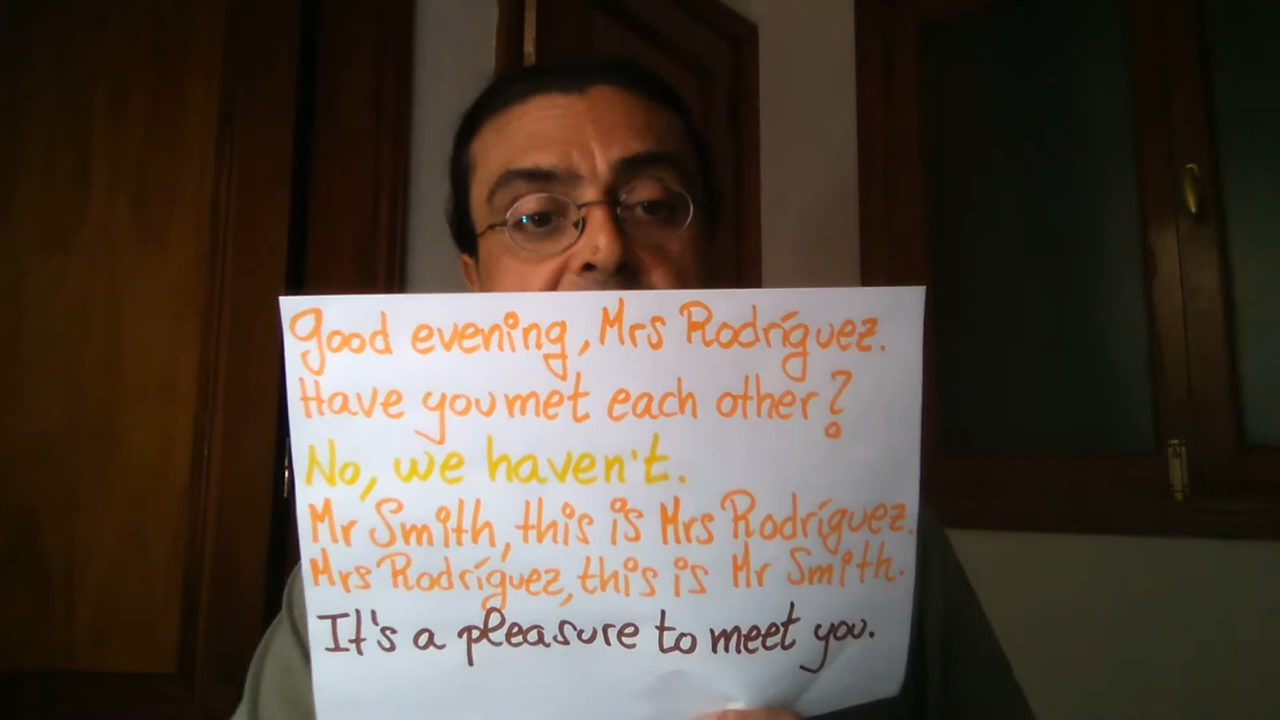 Good evening, Mrs Rodríguez.
Have you met each other?
No, we haven't.
Mr Smith, this is Mrs Rodríguez.
Mrs Rodríguez, this is Mr Smith.
It's a pleasure to meet you.